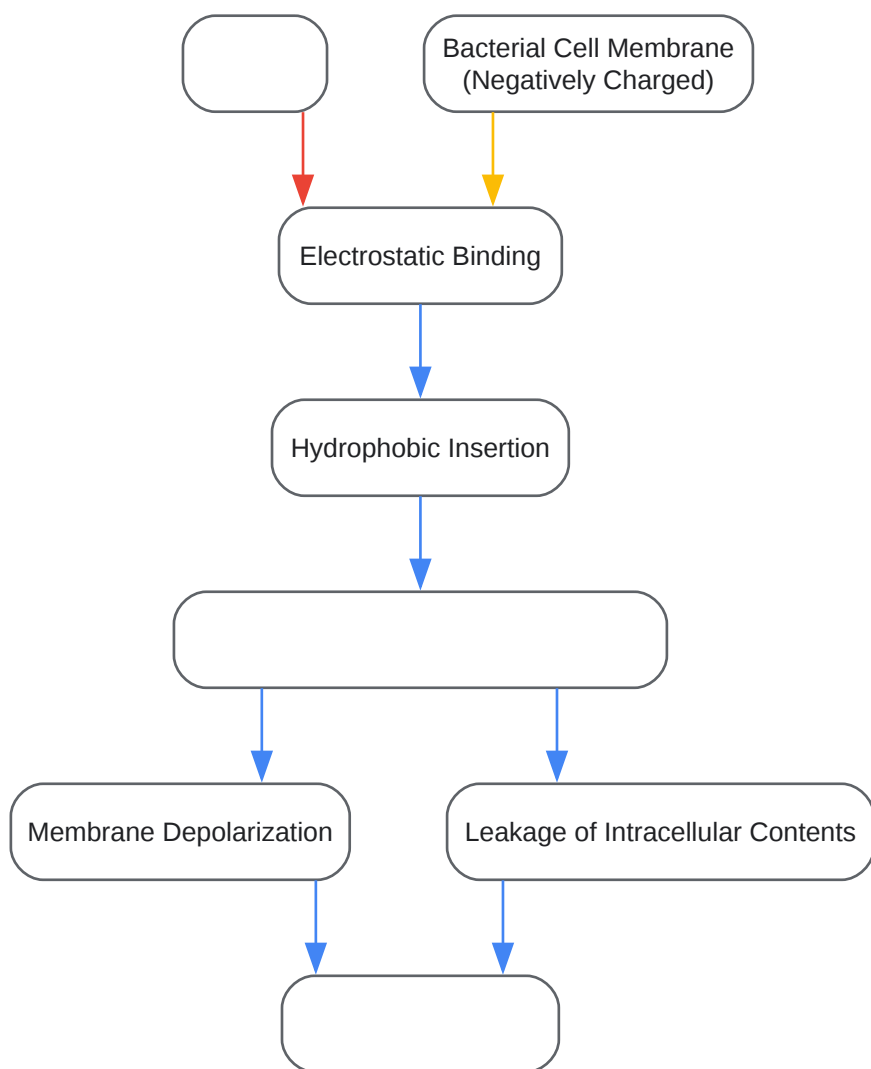 Bacterial Cell Membrane
(Negatively Charged)
Electrostatic Binding
Hydrophobic Insertion
Membrane Depolarization
Leakage of Intracellular Contents